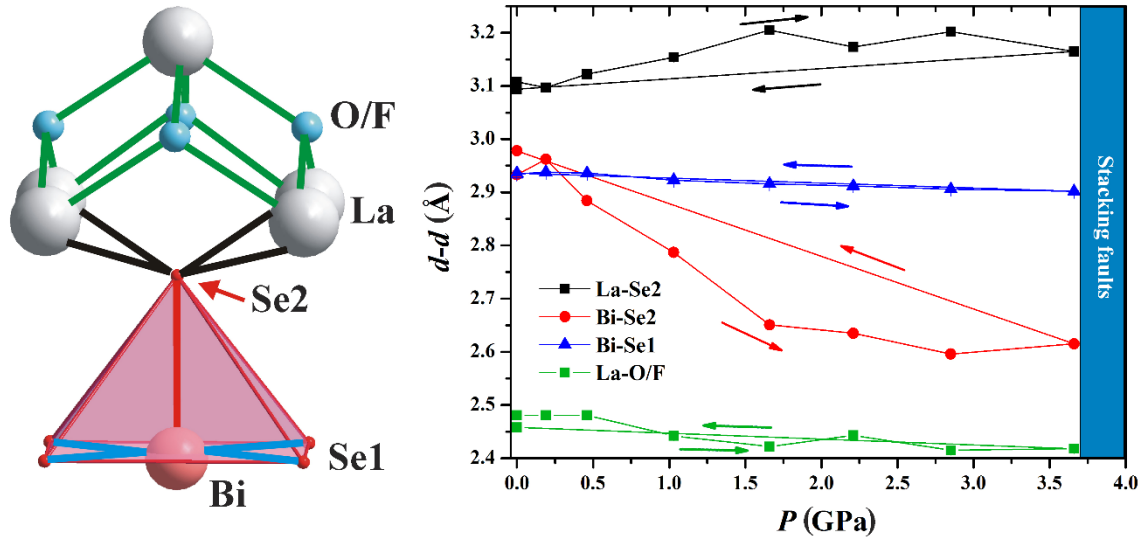 O/F
La
Se2
Se1
Bi
d-d (Å)
3.2
3.1
3.0
2.9
2.8
2.7
2.6
2.5
2.4
La-Se2
Bi-Se2
Bi-Se1
La-O/F
Stacking faults
0.0 0.5 1.0 1.5 2.0 2.5 3.0 3.5 4.0
P (GPa)